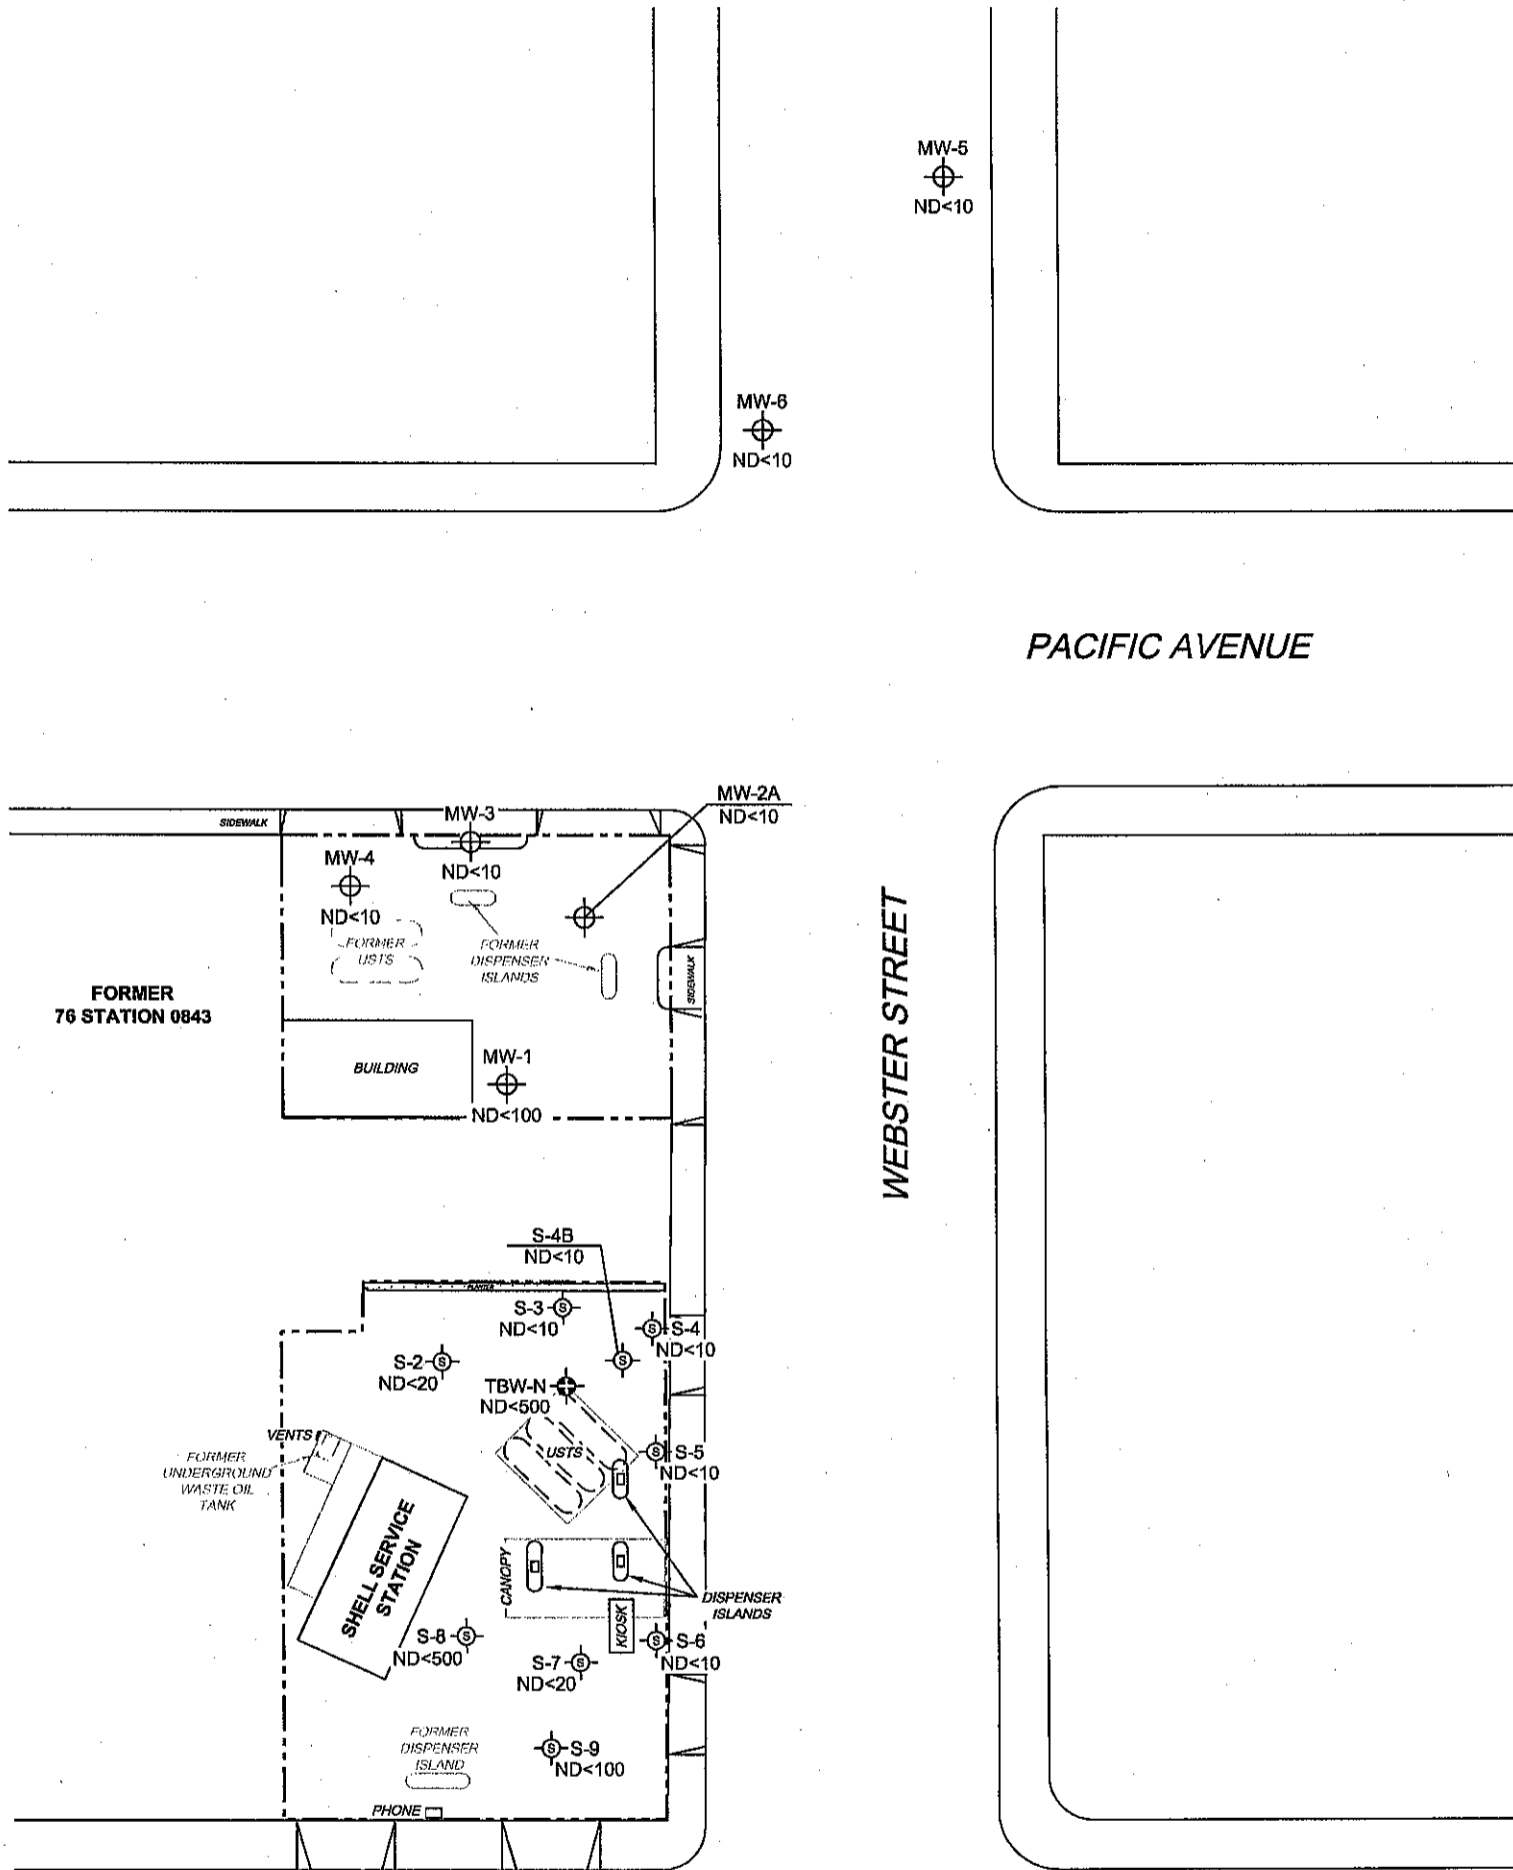 MW-5
ND<10
MW-6
ND<10
PACIFIC AVENUE
MW-2A
ND<10
SIDEWALK
MW-3
ND<10
MW-4
ND<10
FORMER
USTS
FORMER
DISPENSER
ISLANDS
SIDEWALK
WEBSTER STREET
FORMER
76 STATION 0843
BUILDING
MW-1
ND<100
S-4B
ND<10
PLANTER
S-3
ND<10
S-4
ND<10
S-2
ND<20
TBW-N
ND<500
USTS
S-5
ND<10
VENTS
FORMER
UNDERGROUND
WASTE OIL
TANK
SHELL SERVICE
STATION
CANOPY
DISPENSER
ISLANDS
KIOSK
S-8
ND<500
S-6
ND<10
S-7
ND<20
FORMER
DISPENSER
ISLAND
S-9
ND<100
PHONE